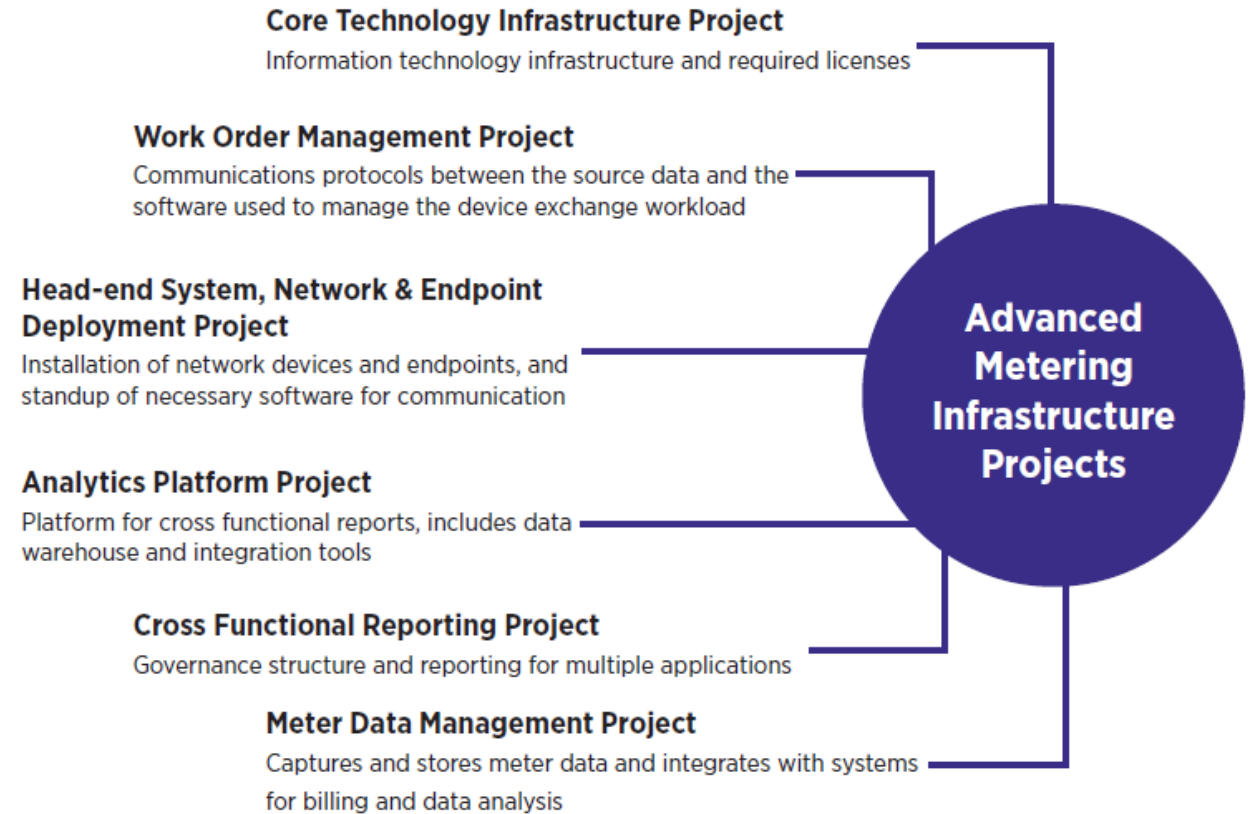 Core Technology Infrastructure Project
Information technology infrastructure and required licenses
Work Order Management Project
Communications protocols between the source data and the
software used to manage the device exchange workload
Head-end System, Network & Endpoint
Deployment Project
Installation of network devices and endpoints, and
standup of necessary software for communication
Analytics Platform Project
Platform for cross functional reports, includes data
warehouse and integration tools
Cross Functional Reporting Project
Governance structure and reporting for multiple applications
Meter Data Management Project
Captures and stores meter data and integrates with systems
for billing and data analysis
Advanced
Metering
Infrastructure
Projects